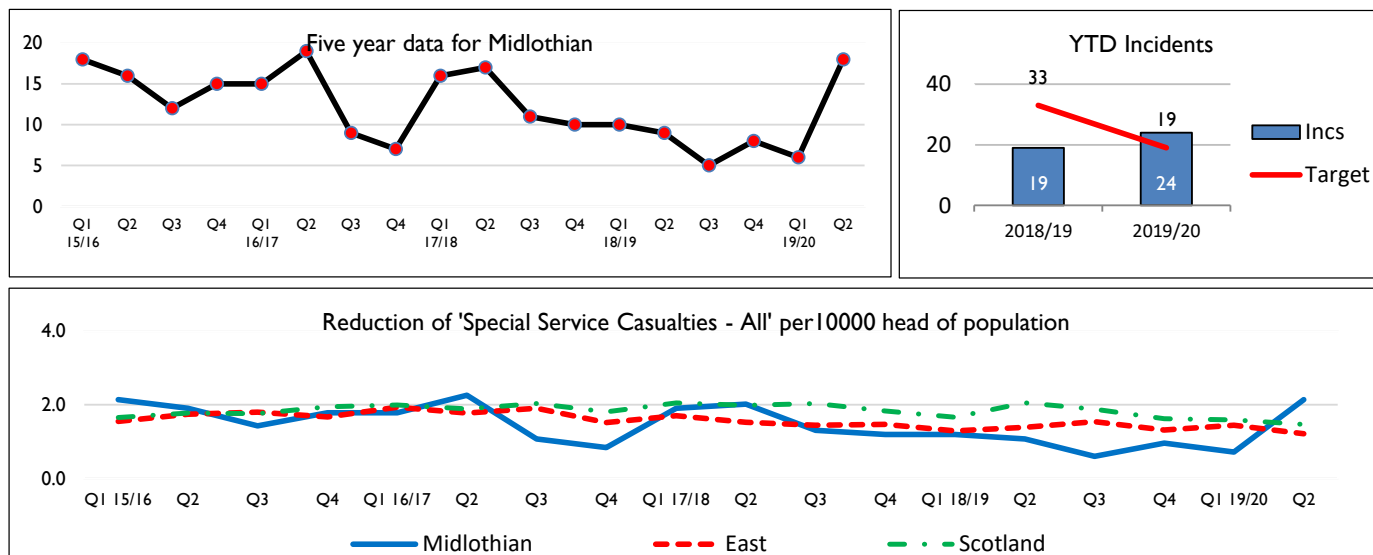 Five year data for Midlothian
20
15
10
5
0
Q1 Q2 Q3 Q4 Q1 Q2 Q3 Q4 Q1 Q2 Q3 Q4 Q1 Q2 Q3 Q4 Q1 Q2
15/16 16/17 17/18 18/19 19/20
YTD Incidents
40
20
0
33
19
19
24
2018/19 2019/20
Incs
Target
Reduction of 'Special Service Casualties - All' per10000 head of population
4.0
2.0
0.0
Q1 15/16 Q2 Q3 Q4 Q1 16/17 Q2 Q3 Q4 Q1 17/18 Q2 Q3 Q4 Q1 18/19 Q2 Q3 Q4 Q1 19/20 Q2
Midlothian East Scotland